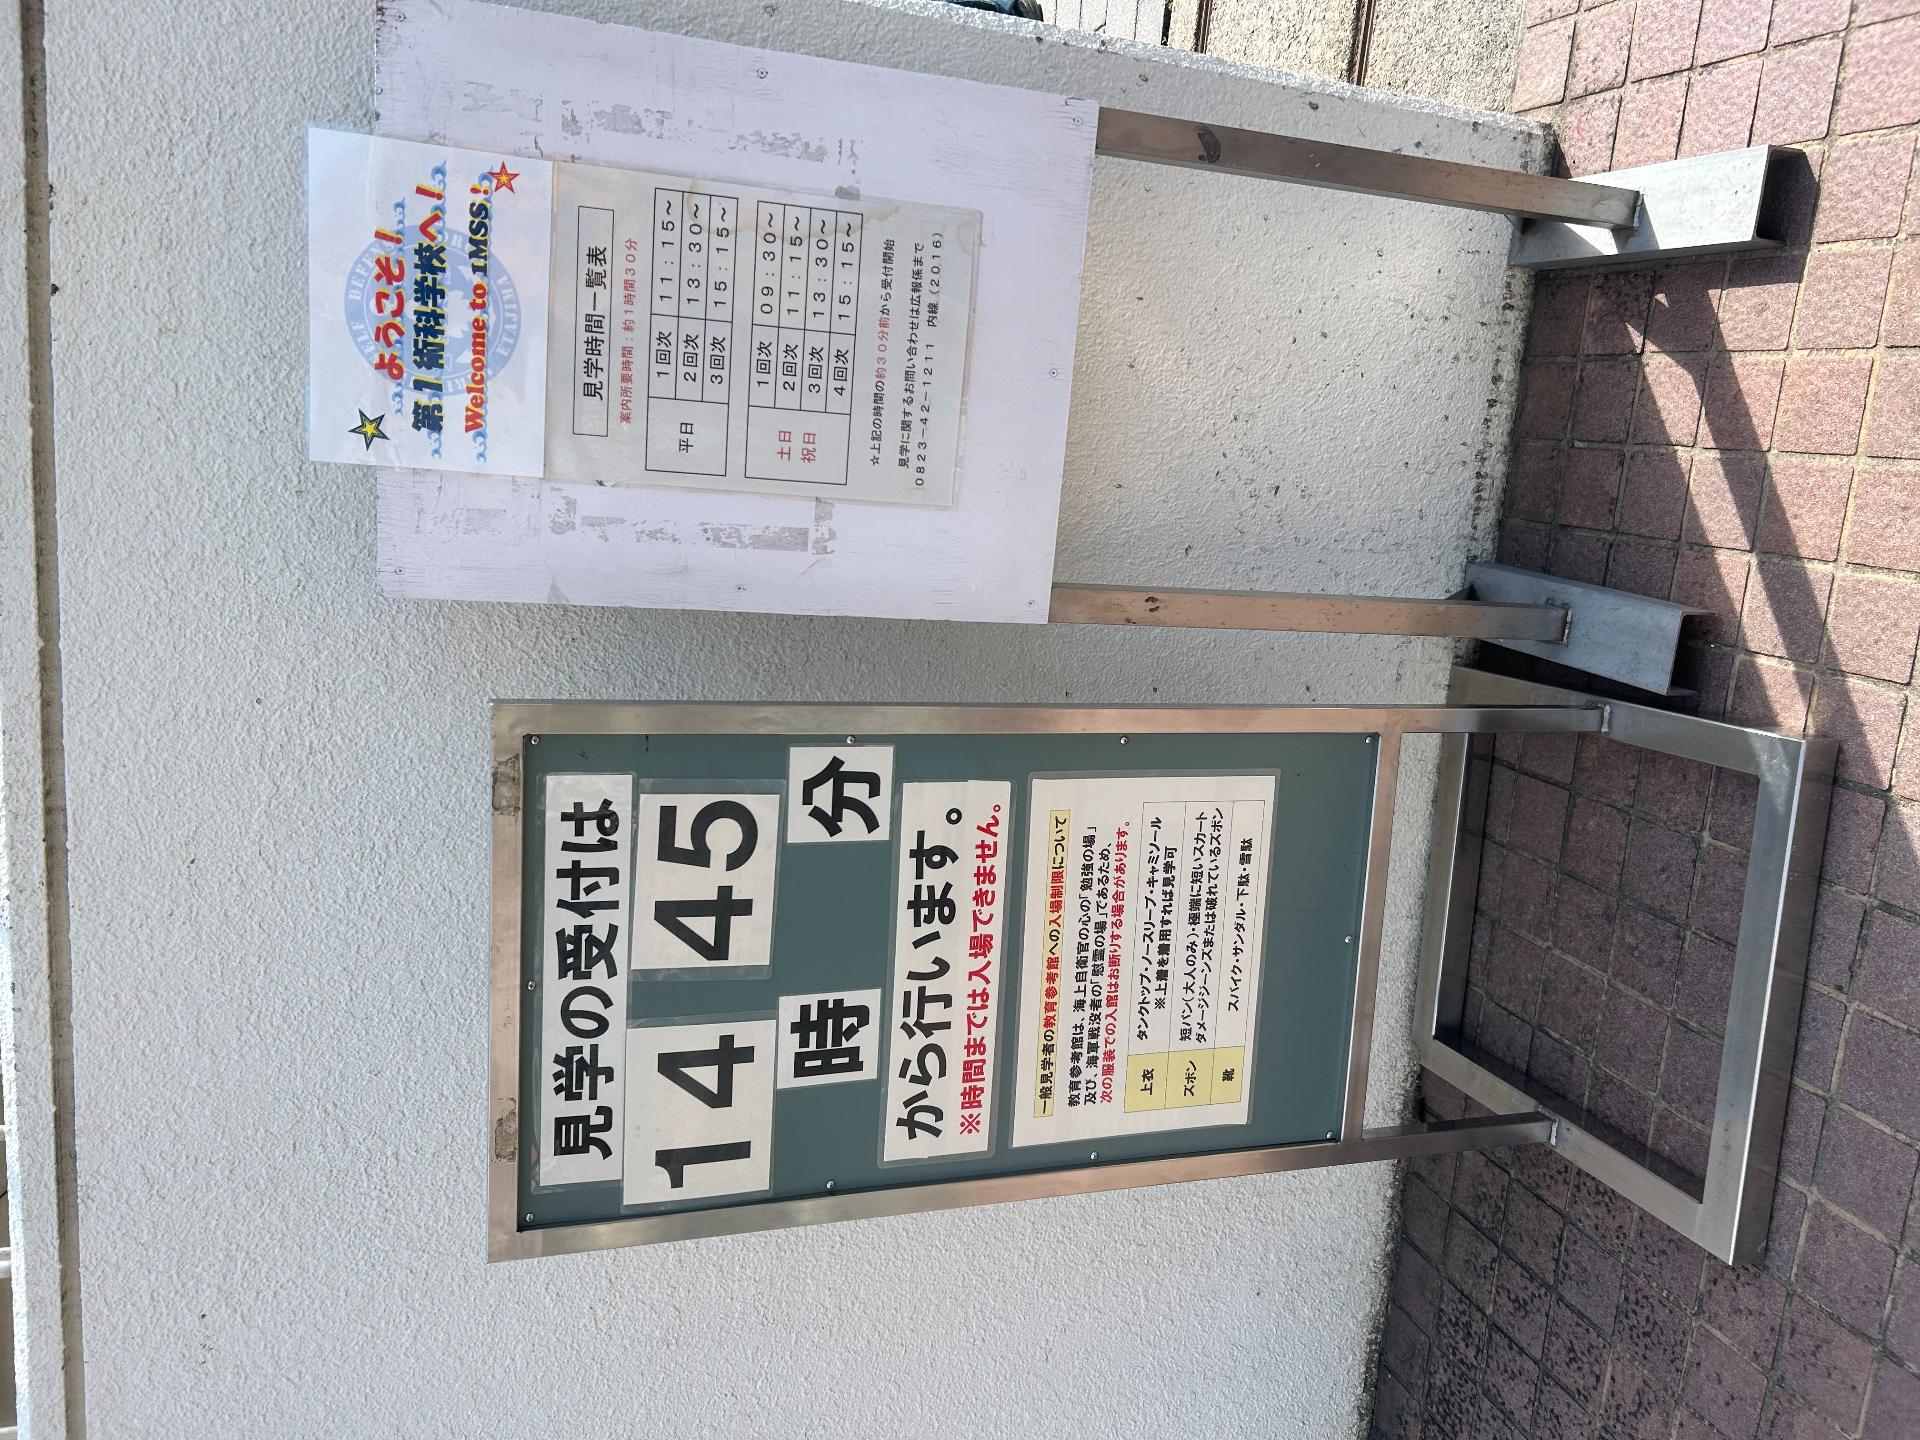 見学の受付は
14 45
時 分
から行います。
※時間までは入場できません。
一般見学者の教育参考館への入場制限について
教育参考館は、海上自衛官の心の「勉強の場」
及び、海軍戦没者の「慰霊の場」であるため、
次の服装での入館はお断りする場合があります。
上衣 タンクトップ・ノースリーブ・キャミソール
※上着を着用すれば見学可
ズボン 短パン(大人のみ)・極端に短いスカート
ダメージジーンズまたは破れているズボン
靴 スパイク・サンダル・下駄・雪駄
ようこそ!
第1術科学校へ!
Welcome to 1MSS!
見学時間一覧表
案内所要時間:約1時間30分
平日 1回次 11:15~
2回次 13:30~
3回次 15:15~
土日
祝日
1回次 09:30~
2回次 11:15~
3回次 13:30~
4回次 15:15~
☆上記の時間の約30分前から受付開始
見学に関するお問い合わせは広報係まで
0823-42-1211 内線(2016)